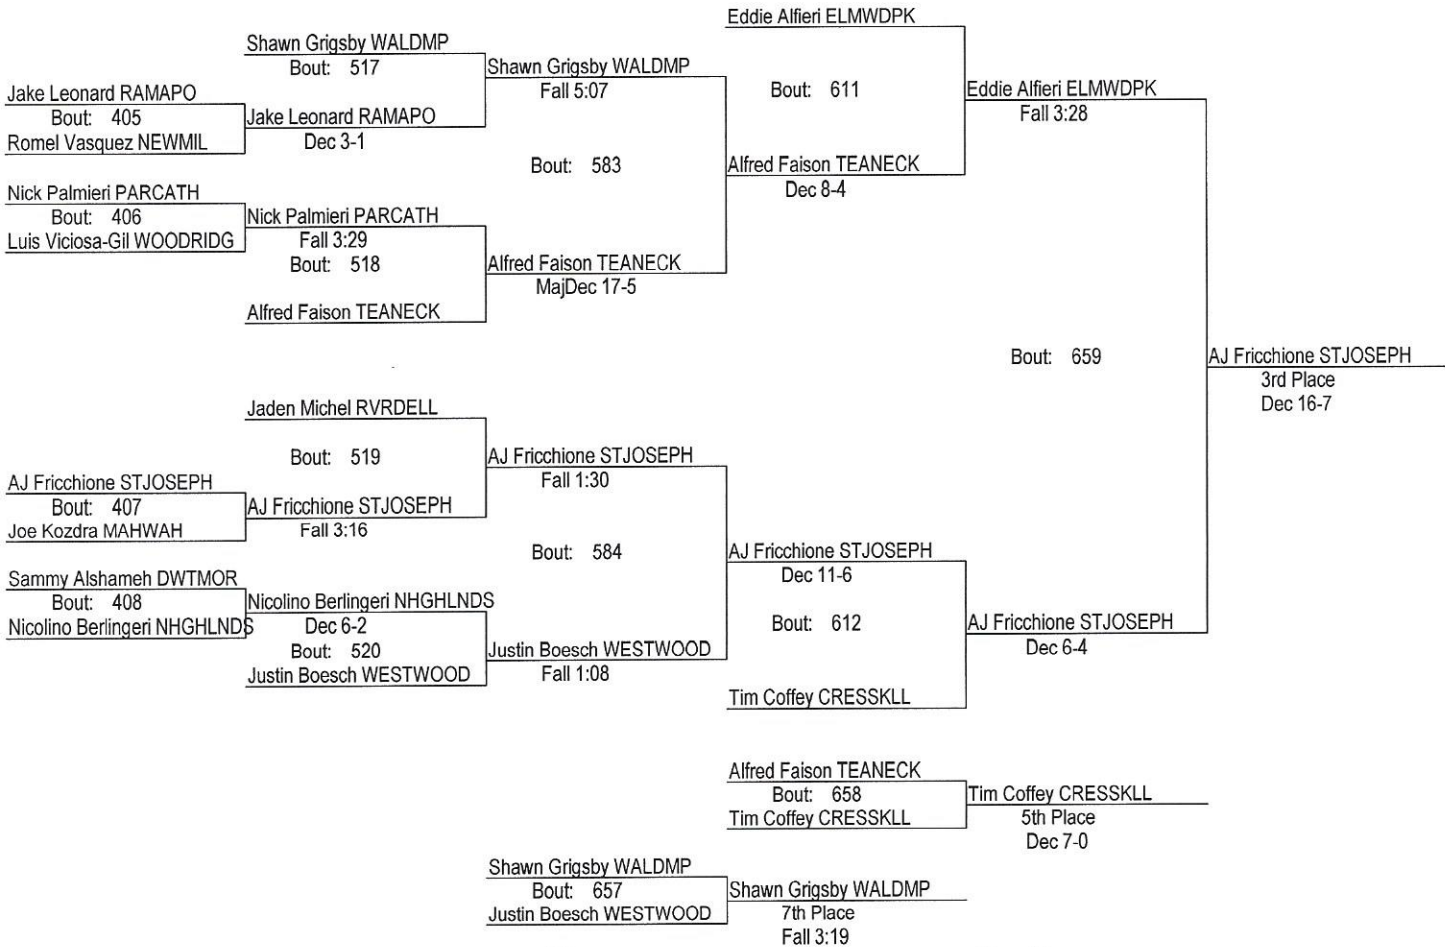 Eddie Alfieri ELMWDPK
Shawn Grigsby WALDMP
Bout: 517
Shawn Grigsby WALDMP
Fall 5:07
Bout: 611
Eddie Alfieri ELMWDPK
Fall 3:28
Jake Leonard RAMAPO
Bout: 405
Romel Vasquez NEWMIL
Jake Leonard RAMAPO
Dec 3-1
Bout: 583
Alfred Faison TEANECK
Dec 8-4
Nick Palmieri PARCATH
Bout: 406
Luis Viciosa-Gil WOODRIDG
Nick Palmieri PARCATH
Fall 3:29
Bout: 518
Alfred Faison TEANECK
MajDec 17-5
Alfred Faison TEANECK
Bout: 659
AJ Fricchione STJOSEPH
3rd Place
Dec 16-7
Jaden Michel RVRDELL
Bout: 519
AJ Fricchione STJOSEPH
Fall 1:30
AJ Fricchione STJOSEPH
Bout: 407
Joe Kozdra MAHWAH
AJ Fricchione STJOSEPH
Fall 3:16
Bout: 584
AJ Fricchione STJOSEPH
Dec 11-6
Sammy Alshameh DWTMOR
Bout: 408
Nicolino Berlingeri NHGHLNDS
Nicolino Berlingeri NHGHLNDS
Dec 6-2
Bout: 520
Justin Boesch WESTWOOD
Justin Boesch WESTWOOD
Fall 1:08
Bout: 612
AJ Fricchione STJOSEPH
Dec 6-4
Tim Coffey CRESSKLL
Alfred Faison TEANECK
Bout: 658
Tim Coffey CRESSKLL
Tim Coffey CRESSKLL
5th Place
Dec 7-0
Shawn Grigsby WALDMP
Bout: 657
Justin Boesch WESTWOOD
Shawn Grigsby WALDMP
7th Place
Fall 3:19